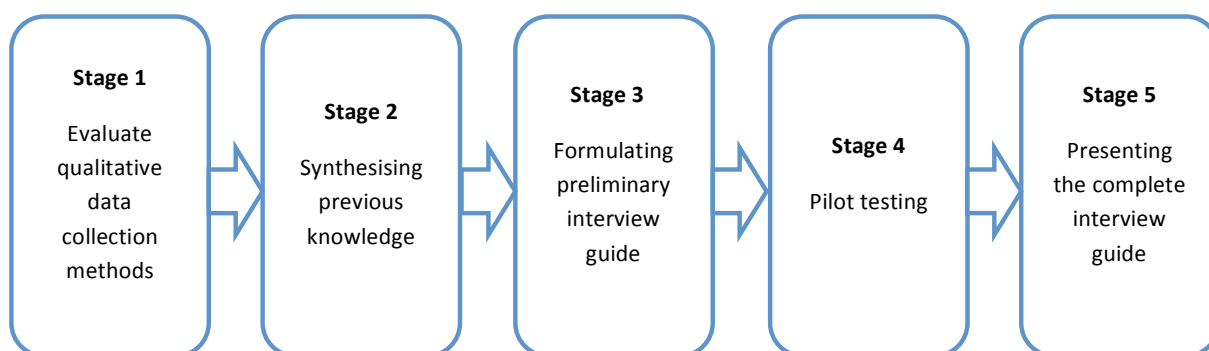 Stage 1
Evaluate
qualitative
data
collection
methods
Stage 2
Synthesising
previous
knowledge
Stage 3
Formulating
preliminary
interview
guide
Stage 4
Pilot testing
Stage 5
Presenting
the complete
interview
guide